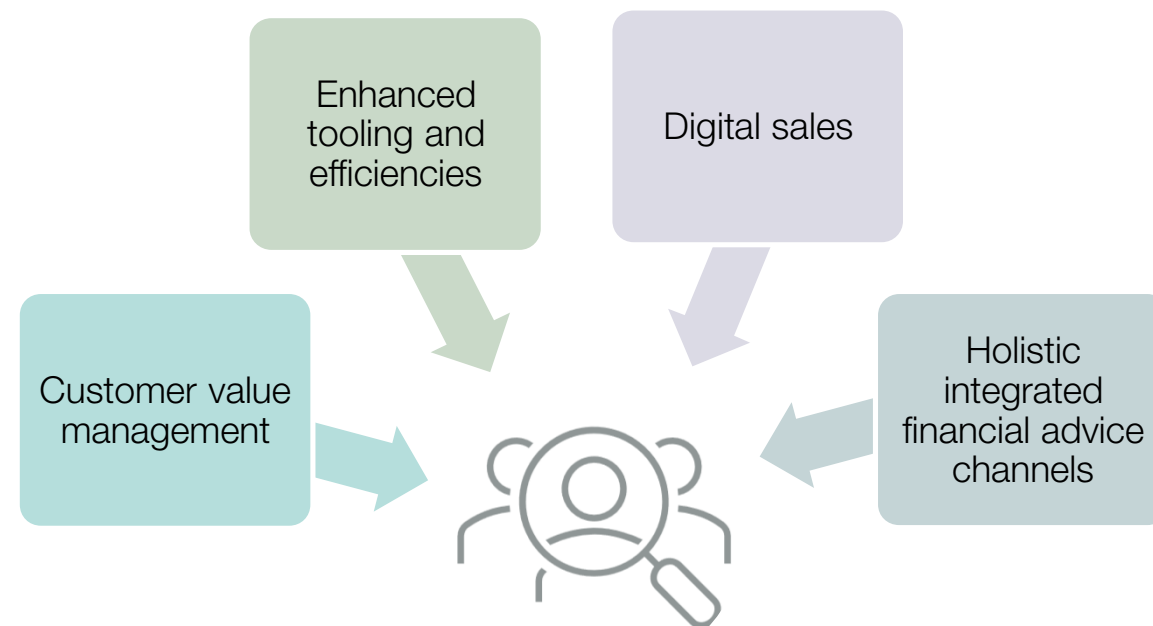 Enhanced
tooling and
efficiencies
Digital sales
Customer value
management
Holistic
integrated
financial advice
channels